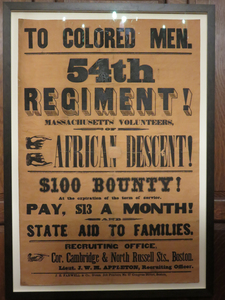 TO COLORED MEN.
54th
REGIMENT!
MASSACHUSETTS VOLUNTEERS,
OF
AFRICAN DESCENT!
$100 BOUNTY!
At the expiration of the term of service.
PAY, $13 A MONTH!
AND
STATE AID TO FAMILIES.
RECRUITING OFFICE,
Cor. Cambridge & North Russell Sts., Boston.
Lieut. J. W. M. APPLETON, Recruiting Officer.